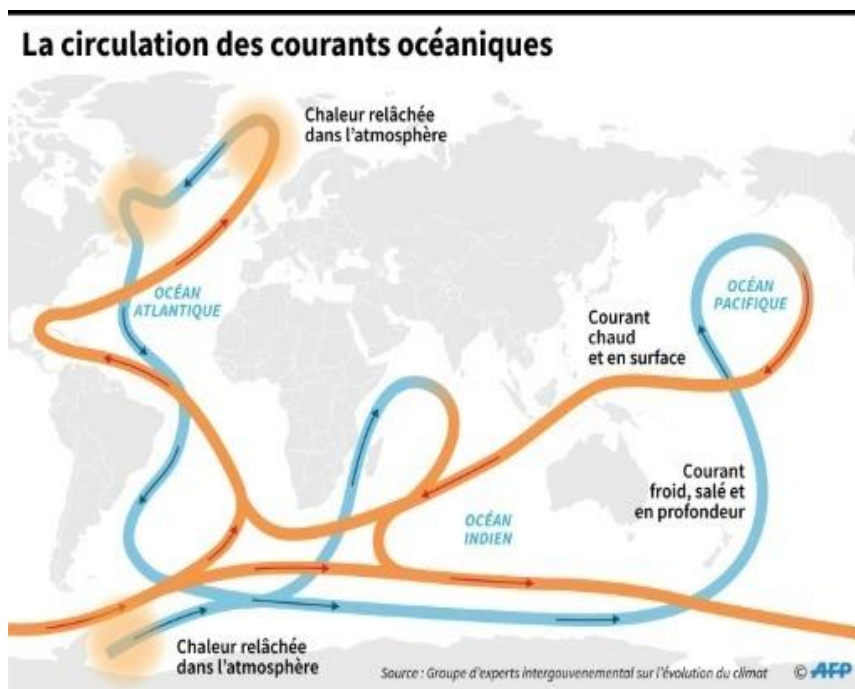 La circulation des courants océaniques
Chaleur relâchée
dans l'atmosphère
OCÉAN
ATLANTIQUE
OCÉAN
PACIFIQUE
Courant
chaud
et en surface
Courant
froid, salé et
en profondeur
OCÉAN
INDIEN
Chaleur relâchée
dans l'atmosphère
Source : Groupe d'experts intergouvernemental sur l'évolution du climat
© AFP